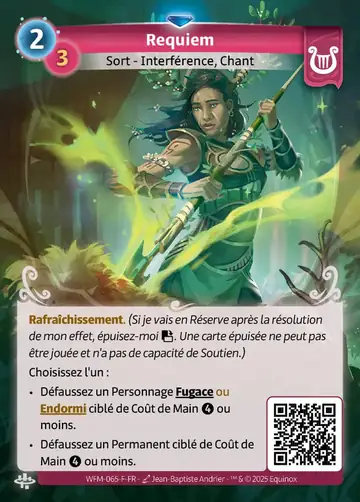 2
Requiem
3
Sort - Interférence, Chant
Rafraîchissement. (Si je vais en Réserve après la résolution
de mon effet, épuisez-moi. Une carte épuisée ne peut pas
être jouée et n'a pas de capacité de Soutien.)
Choisissez l'un :
• Défaussez un Personnage Fugace ou
Endormi ciblé de Coût de Main 4 ou
moins.
• Défaussez un Permanent ciblé de Coût de
Main 4 ou moins.
WFM-065-F-FR - Jean-Baptiste Andrier - ™ & © 2025 Equinox